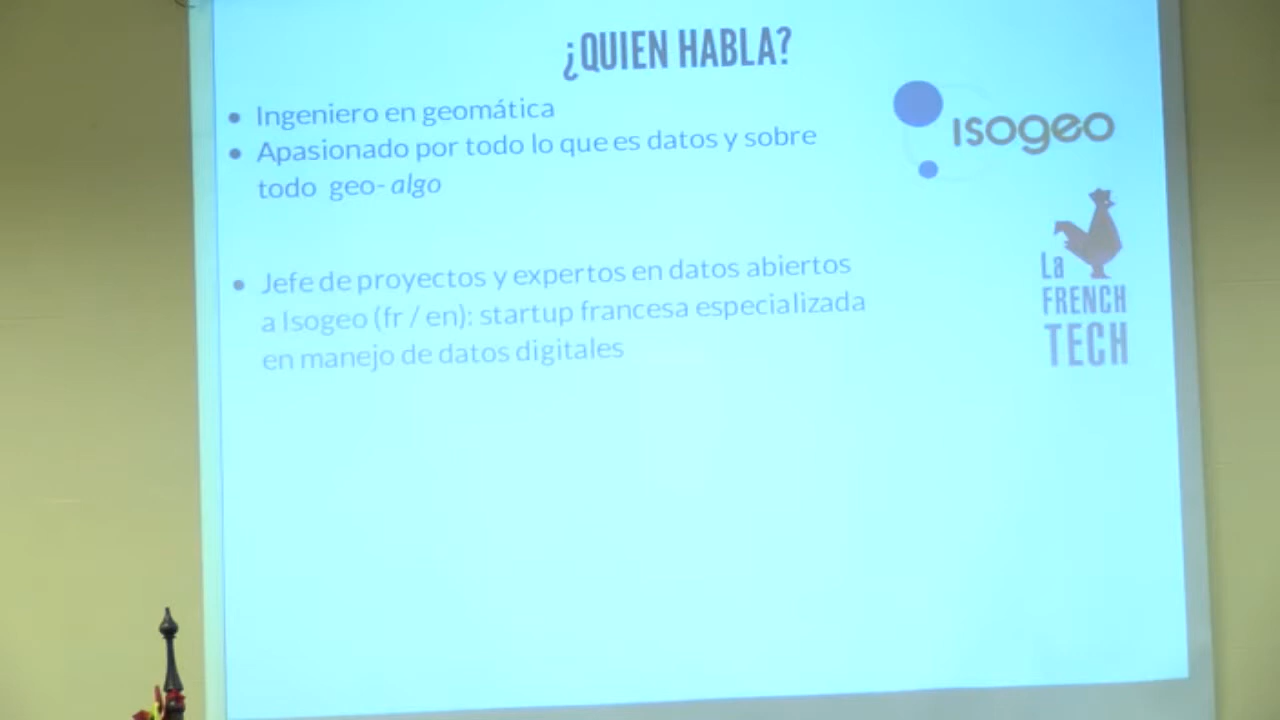 ¿QUIEN HABLA?
Ingeniero en geomática
Apasionado por todo lo que es datos y sobre
todo geo- algo
Jefe de proyectos y expertos en datos abiertos
a Isogeo (fr / en): startup francesa especializada
en manejo de datos digitales
ISOGEO
La
FRENCH
TECH